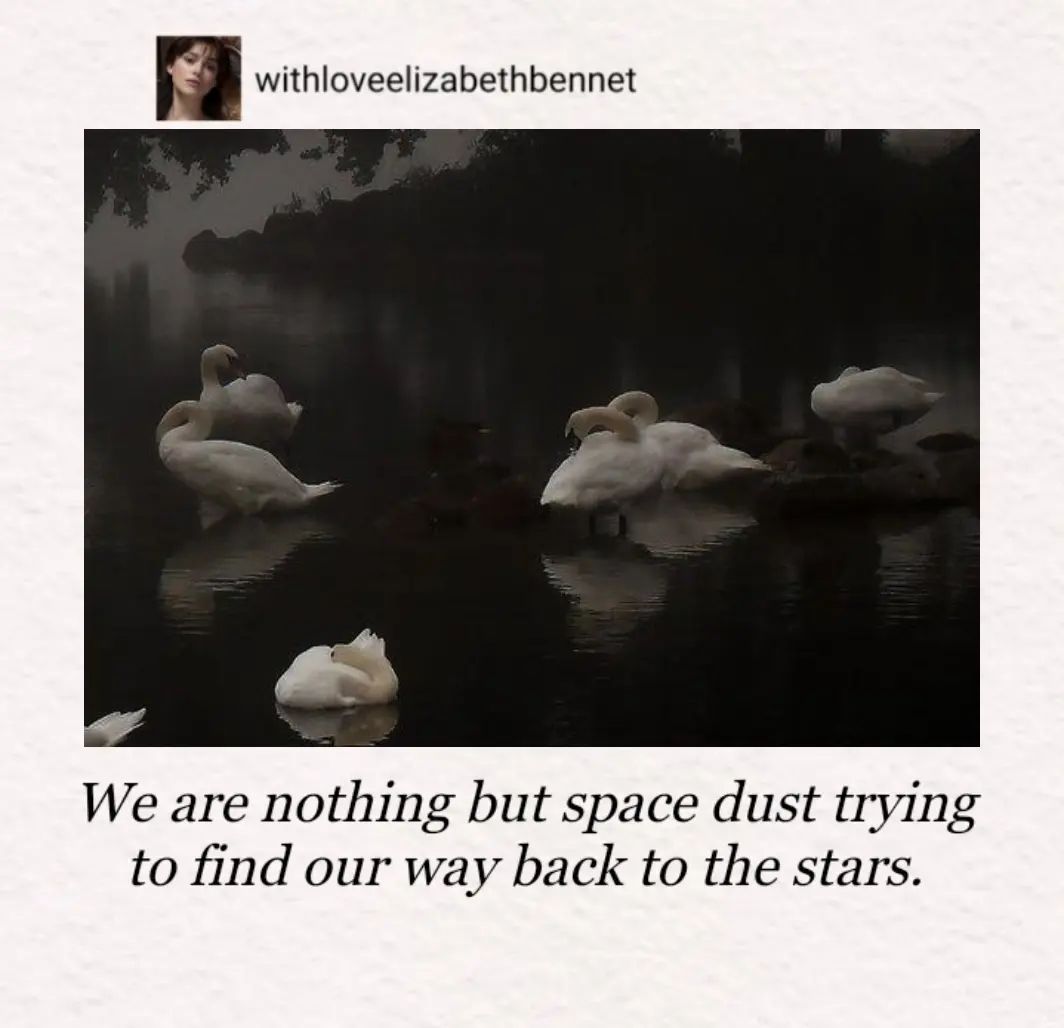 withloveelizabethbennet
We are nothing but space dust trying
to find our way back to the stars.